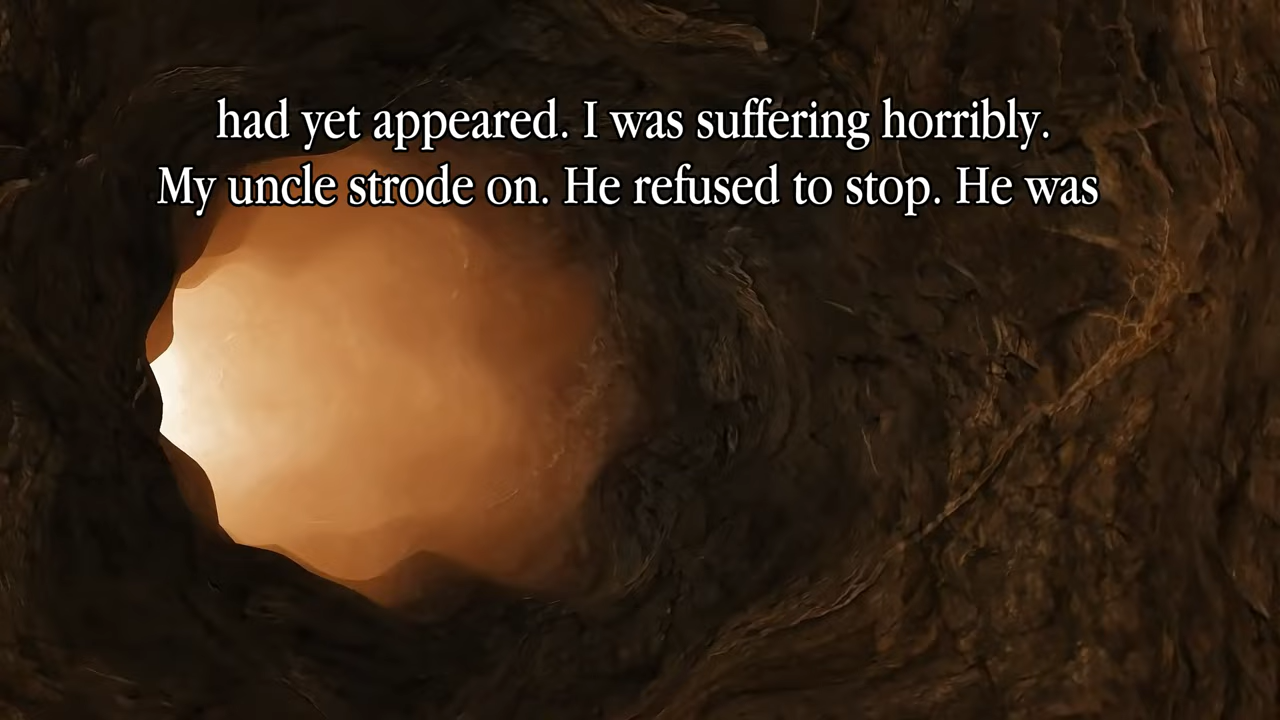 had yet appeared. I was suffering horribly.
My uncle strode on. He refused to stop. He was